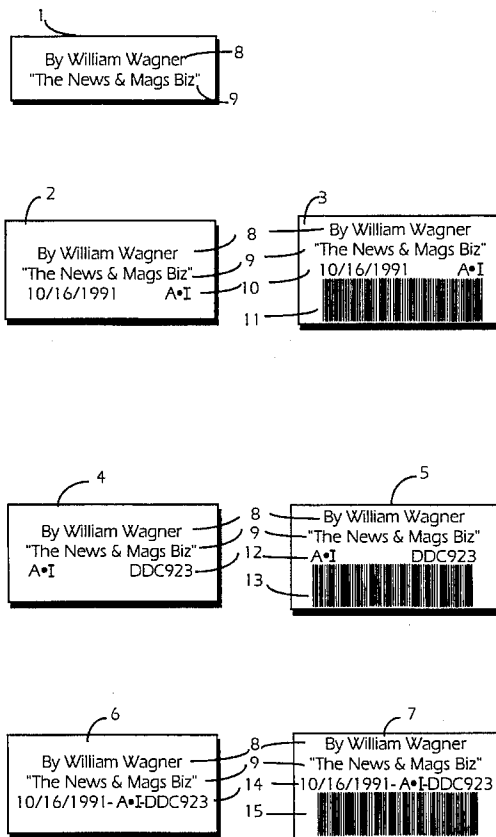 1
By William Wagner 8
"The News & Mags Biz"
9
2 3
By William Wagner 8 By William Wagner
"The News & Mags Biz" 9 "The News & Mags Biz"
10/16/1991 A•I 10 10/16/1991 A•I
11
4 5
By William Wagner 8 By William Wagner
"The News & Mags Biz" 9 "The News & Mags Biz"
A•I DDC923 12 A•I DDC923
13
6 7
By William Wagner 8 By William Wagner
"The News & Mags Biz" 9 "The News & Mags Biz"
10/16/1991- A•I-DDC923 14 10/16/1991- A•I-DDC923
15